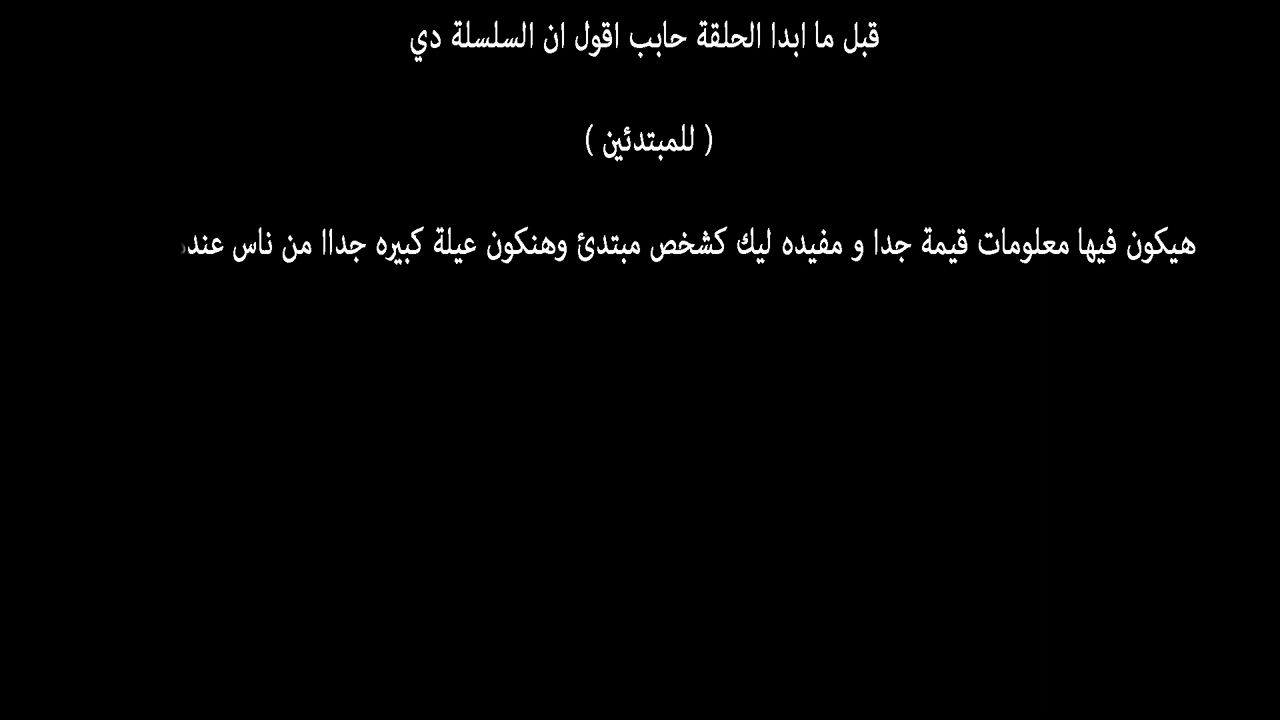 قبل ما ابدا الحلقة حابب اقول ان السلسلة دي
( للمبتدئين )
هيكون فيها معلومات قيمة جدا و مفيده ليك كشخص مبتدئ وهنكون عيلة كبيره جداا من ناس